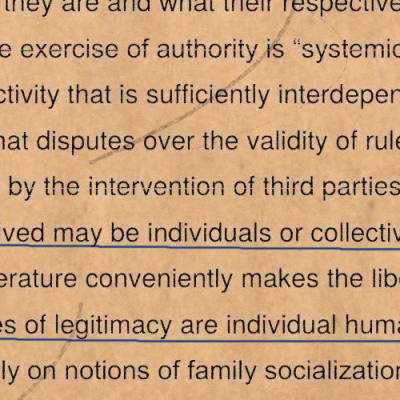 they are and what their respective
e exercise of authority is “systemic
ctivity that is sufficiently interdepen
hat disputes over the validity of rule
by the intervention of third parties
lved may be individuals or collectiv
erature conveniently makes the libe
es of legitimacy are individual huma
ly on notions of family socialization